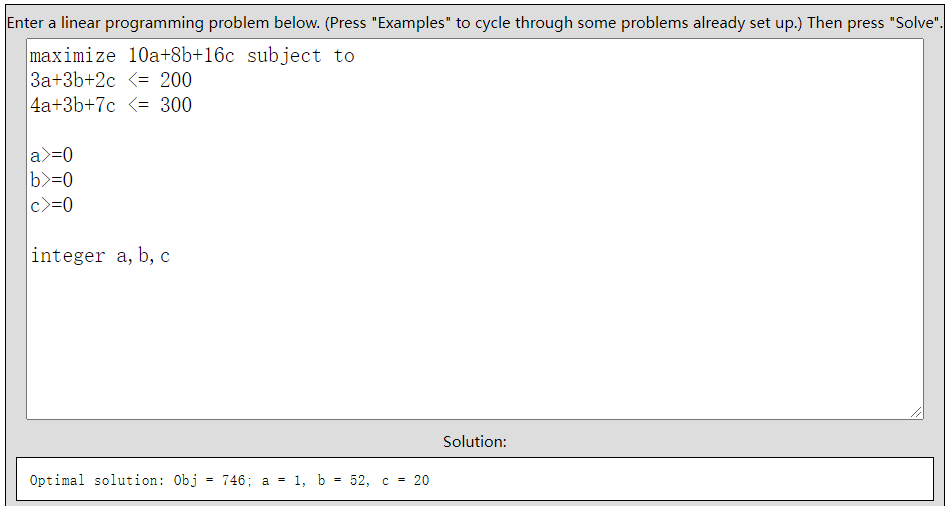 Enter a linear programming problem below. (Press "Examples" to cycle through some problems already set up.) Then press "Solve".
maximize 10a+8b+16c subject to
3a+3b+2c <= 200
4a+3b+7c <= 300
a>=0
b>=0
c>=0
integer a,b,c
Solution:
Optimal solution: Obj = 746; a = 1, b = 52, c = 20